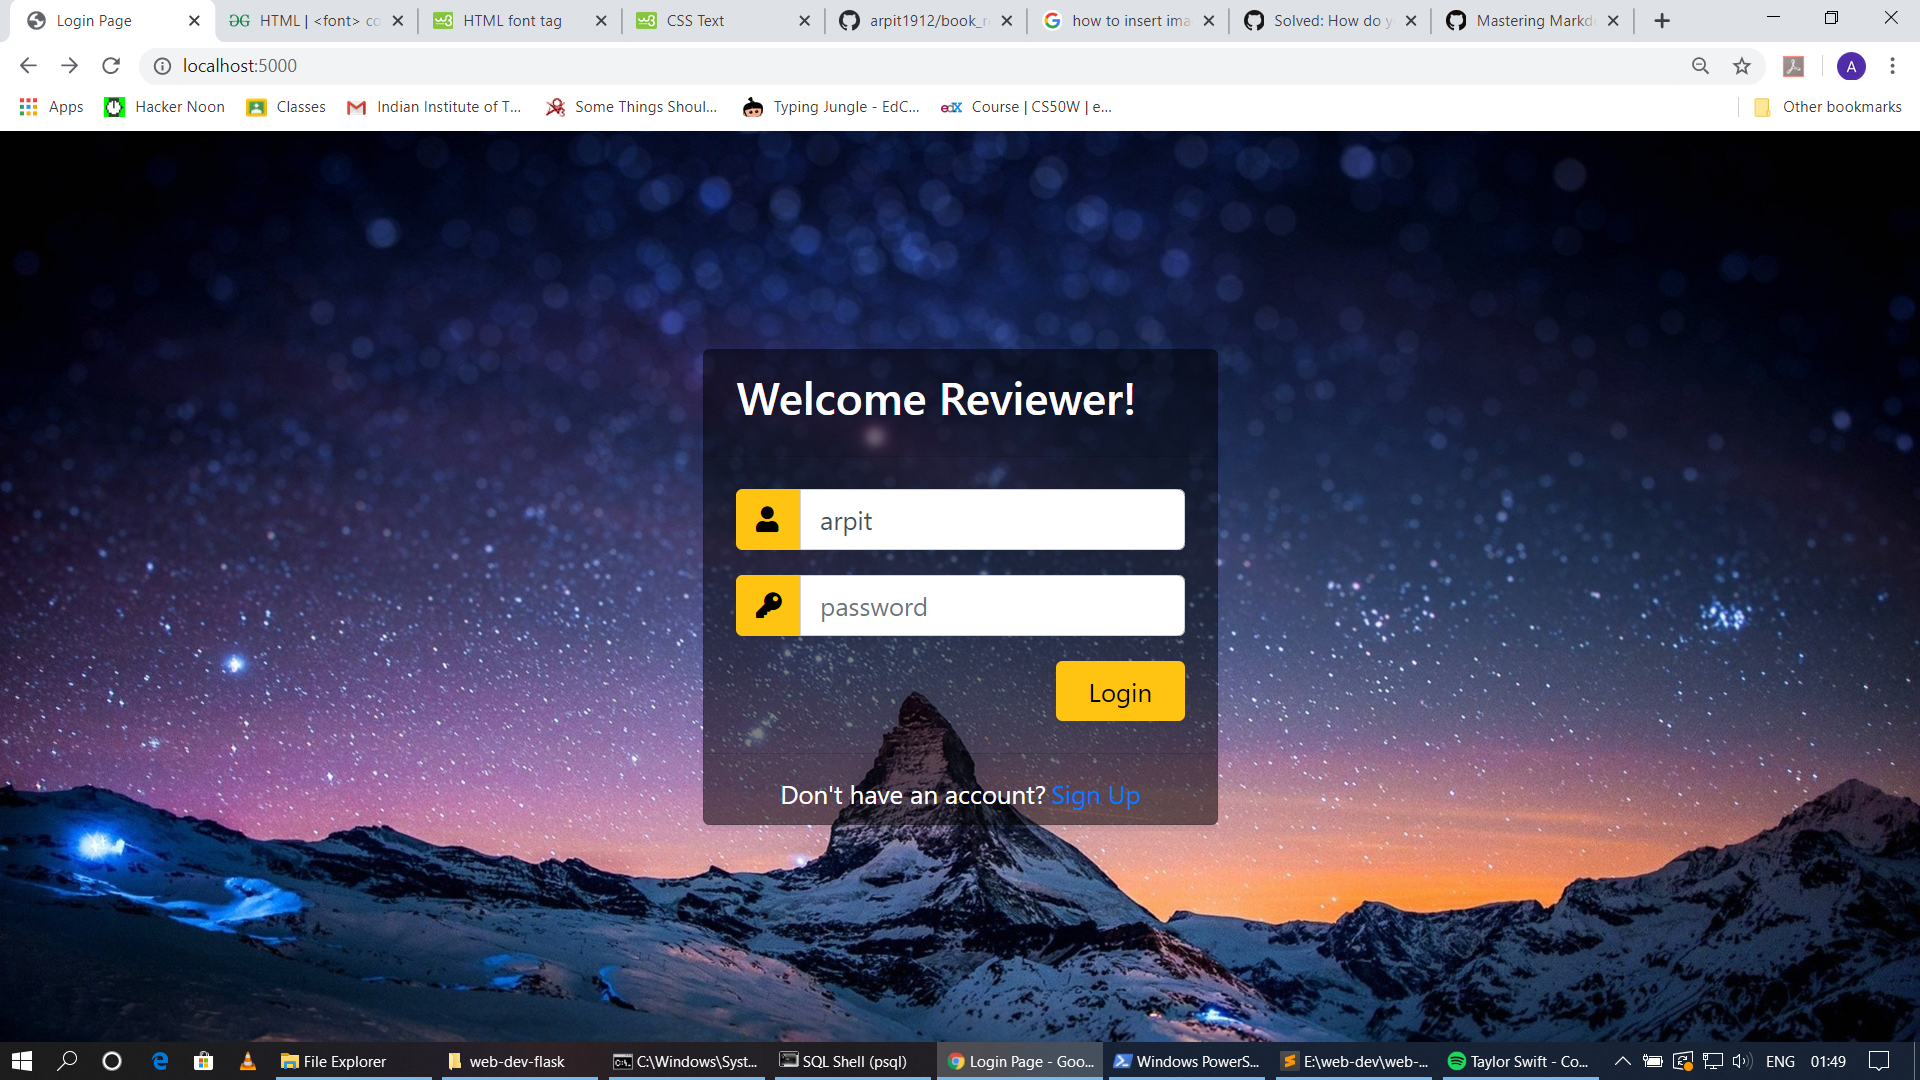 Login Page
HTML | <font> co
HTML font tag
CSS Text
arpit1912/book_r
how to insert ima
Solved: How do y
Mastering Markdo
localhost:5000
A
Apps
Hacker Noon
Classes
Indian Institute of T...
Some Things Shoul...
Typing Jungle - EdC...
edX
Course | CS50W | e...
Other bookmarks
Welcome Reviewer!
arpit
password
Login
Don't have an account? Sign Up
File Explorer
web-dev-flask
C:\Windows\Syst...
SQL Shell (psql)
Login Page - Goo...
Windows PowerS...
E:\web-dev\web-...
Taylor Swift - Co...
ENG
01:49